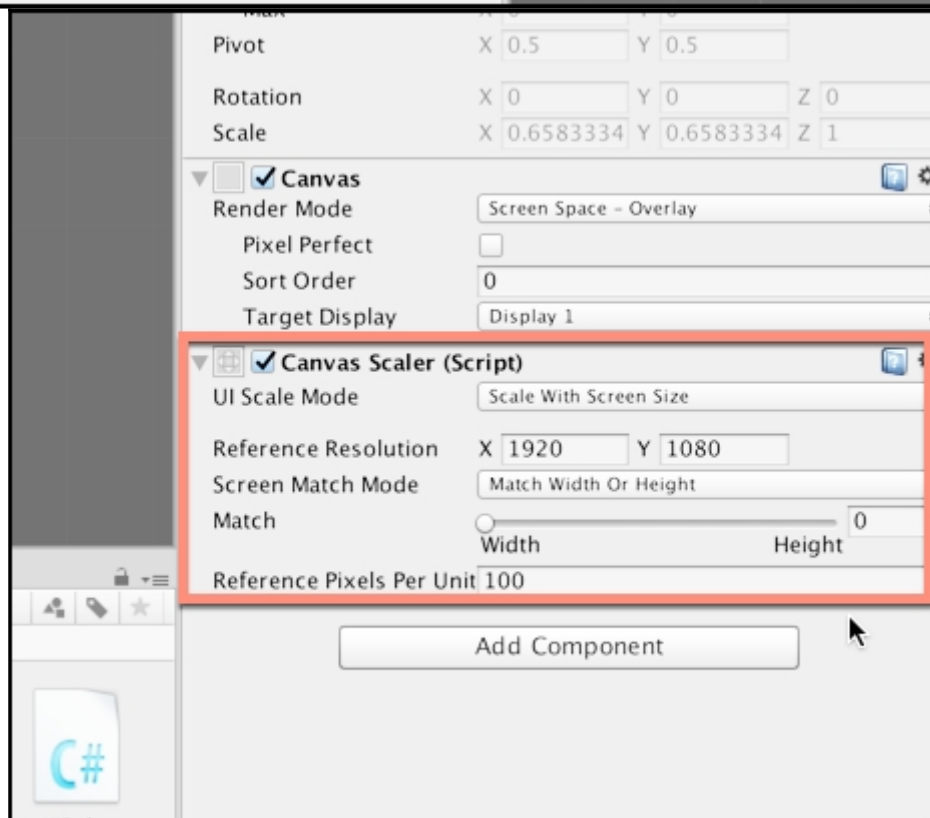 Pivot X 0.5 Y 0.5
Rotation X 0 Y 0 Z 0
Scale X 0.6583334 Y 0.6583334 Z 1
Canvas
Render Mode Screen Space - Overlay
Pixel Perfect
Sort Order 0
Target Display Display 1
Canvas Scaler (Script)
UI Scale Mode Scale With Screen Size
Reference Resolution X 1920 Y 1080
Screen Match Mode Match Width Or Height
Match 0
Width Height
Reference Pixels Per Unit 100
Add Component
C#